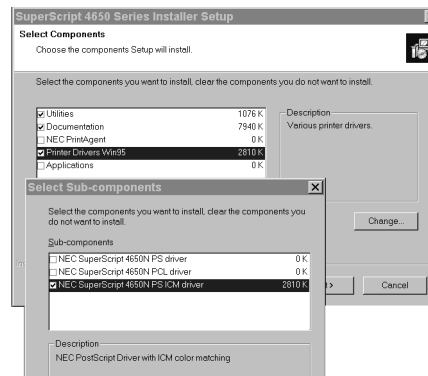 SuperScript 4650 Series Installer Setup
Select Components
Choose the components Setup will install.
Select the components you want to install, clear the components you do not want to install.
Utilities 1076 K
Documentation 7940 K
NEC PrintAgent 0 K
Printer Drivers Win95 2810 K
Applications 0 K
Description
Various printer drivers.
Change...
Cancel
Select Sub-components
Select the components you want to install, clear the components you
do not want to install.
Sub-components
NEC SuperScript 4650N PS driver 0 K
NEC SuperScript 4650N PCL driver 0 K
NEC SuperScript 4650N PS ICM driver 2810 K
Description
NEC PostScript Driver with ICM color matching